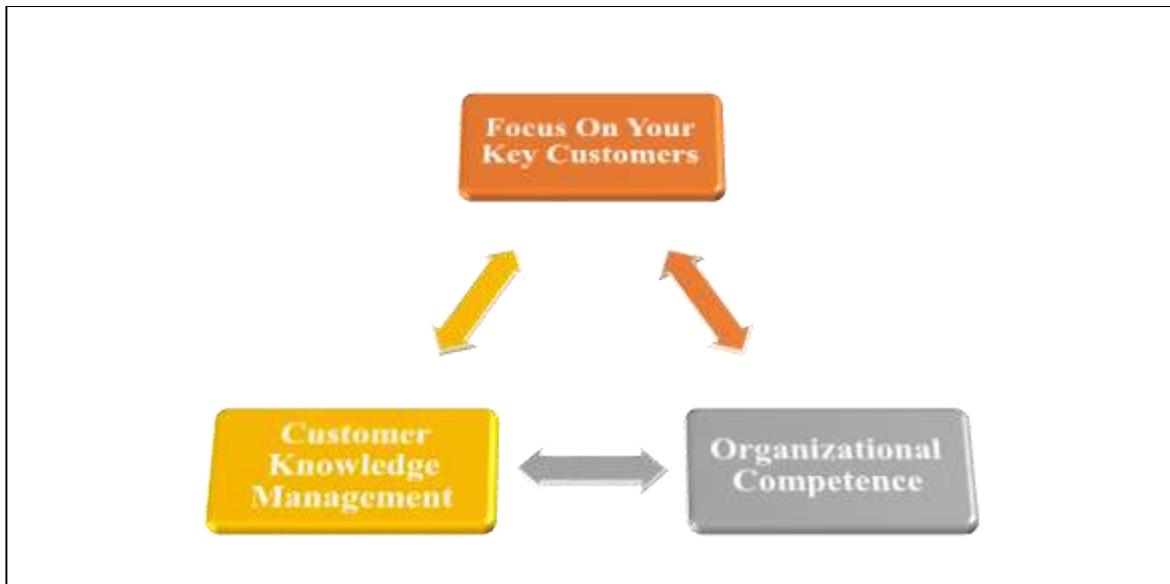 Focus On Your
Key Customers
Customer
Knowledge
Management
Organizational
Competence